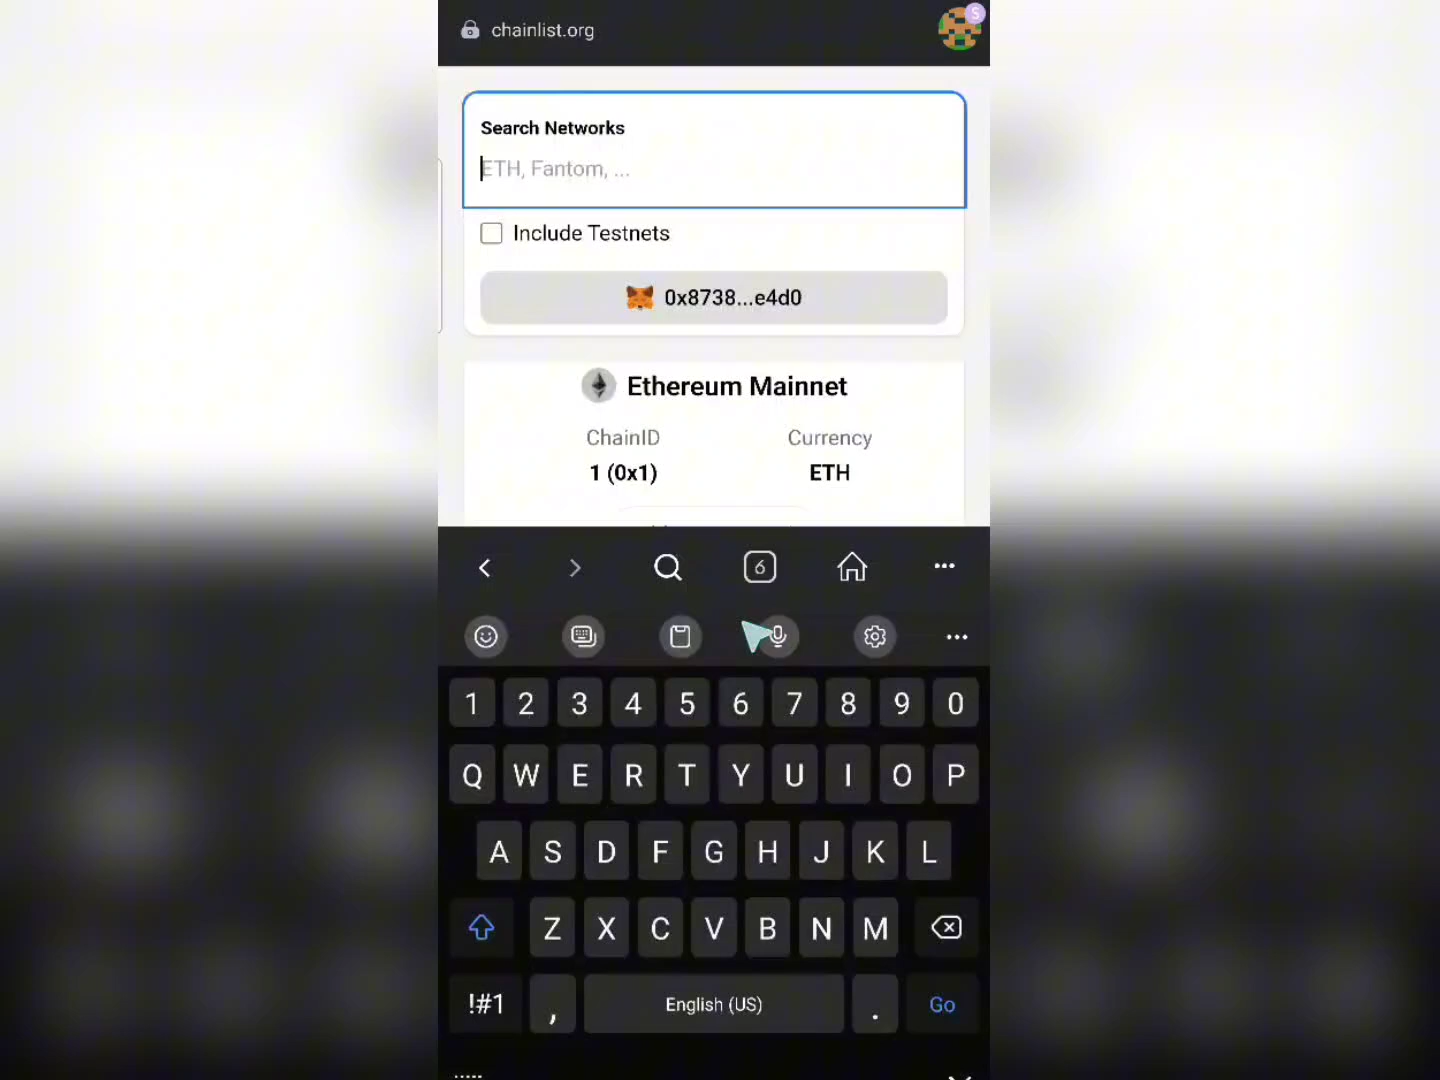 chainlist.org
S
Search Networks
ETH, Fantom, ...
Include Testnets
0x8738...e4d0
Ethereum Mainnet
ChainID Currency
1 (0x1) ETH
6
1 2 3 4 5 6 7 8 9 0
Q W E R T Y U I O P
A S D F G H J K L
Z X C V B N M
!#1 , English (US) . Go